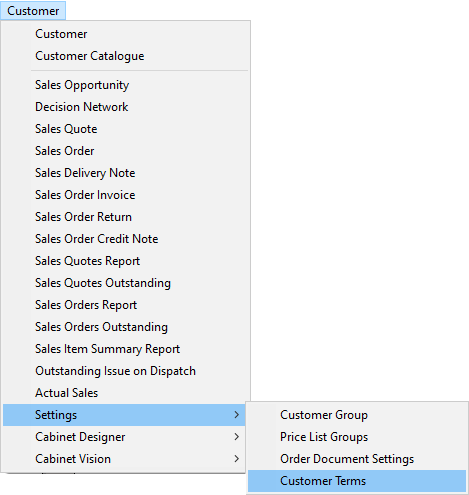 Customer
Customer
Customer Catalogue
Sales Opportunity
Decision Network
Sales Quote
Sales Order
Sales Delivery Note
Sales Order Invoice
Sales Order Return
Sales Order Credit Note
Sales Quotes Report
Sales Quotes Outstanding
Sales Orders Report
Sales Orders Outstanding
Sales Item Summary Report
Outstanding Issue on Dispatch
Actual Sales
Settings
Customer Group
Cabinet Designer
Price List Groups
Cabinet Vision
Order Document Settings
Customer Terms